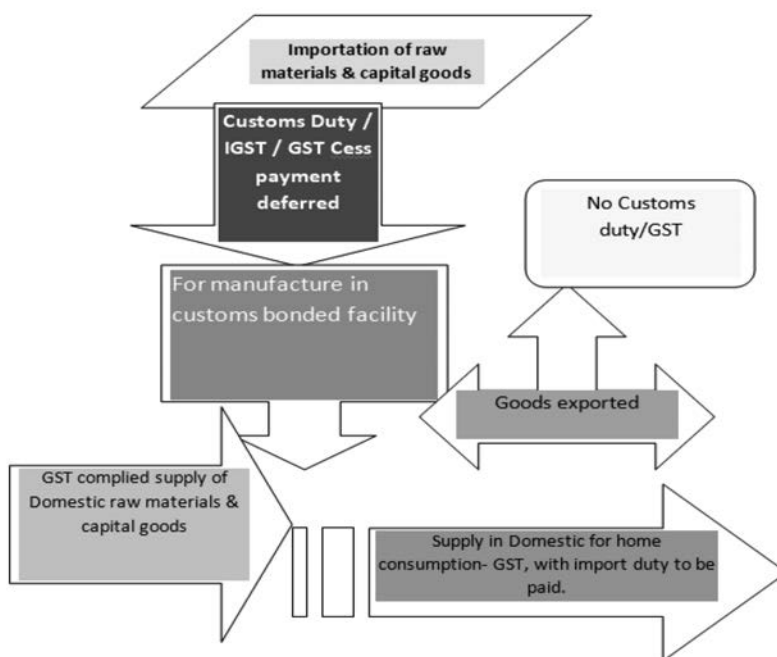 Importation of raw
materials & capital goods
Customs Duty /
IGST / GST Cess
payment
deferred
No Customs
duty/GST
For manufacture in
customs bonded facility
Goods exported
GST complied supply of
Domestic raw materials &
capital goods
Supply in Domestic for home
consumption- GST, with import duty to be
paid.